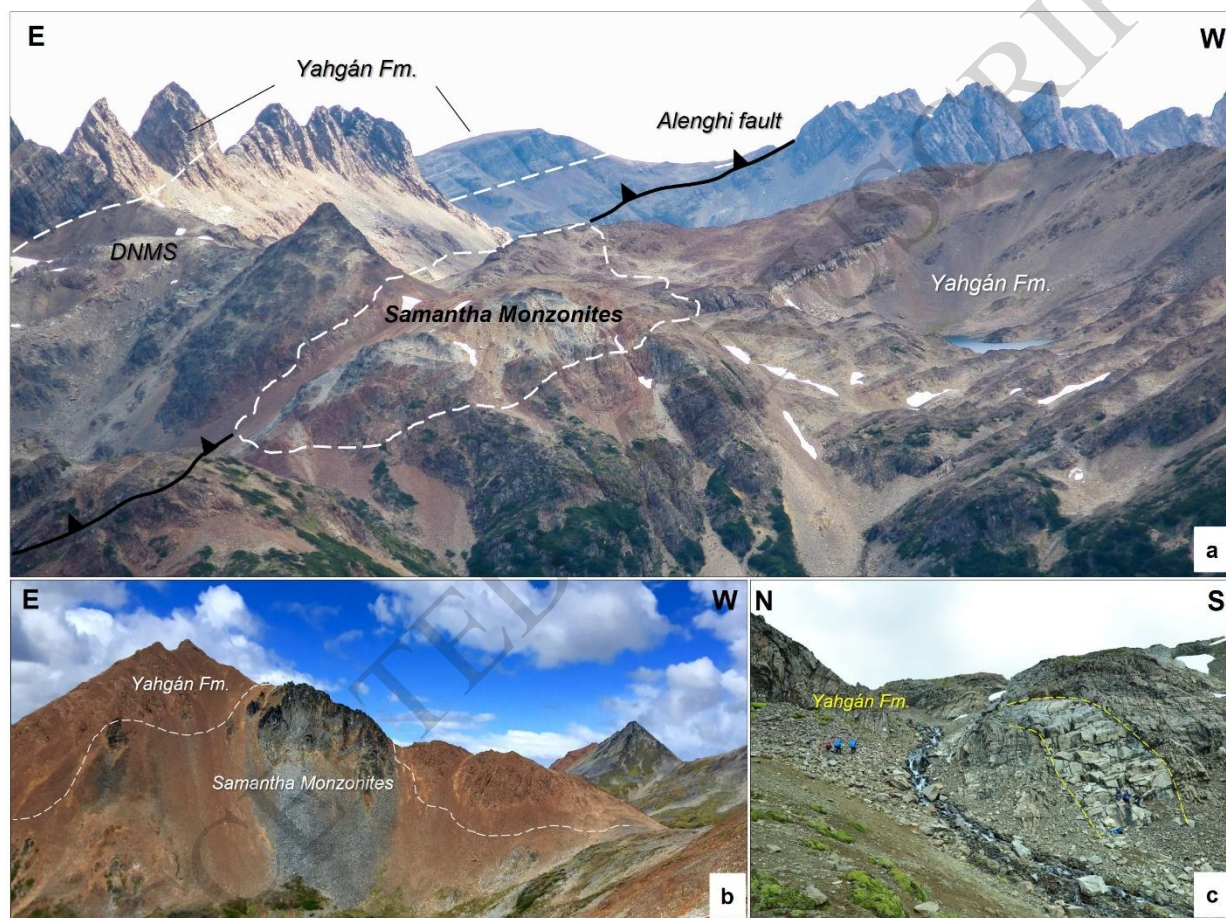 E
W
Yahgán Fm.
Alenghi fault
DNMS
Yahgán Fm.
Samantha Monzonites
a
E
W
Yahgán Fm.
Samantha Monzonites
b
N
S
Yahgán Fm.
c